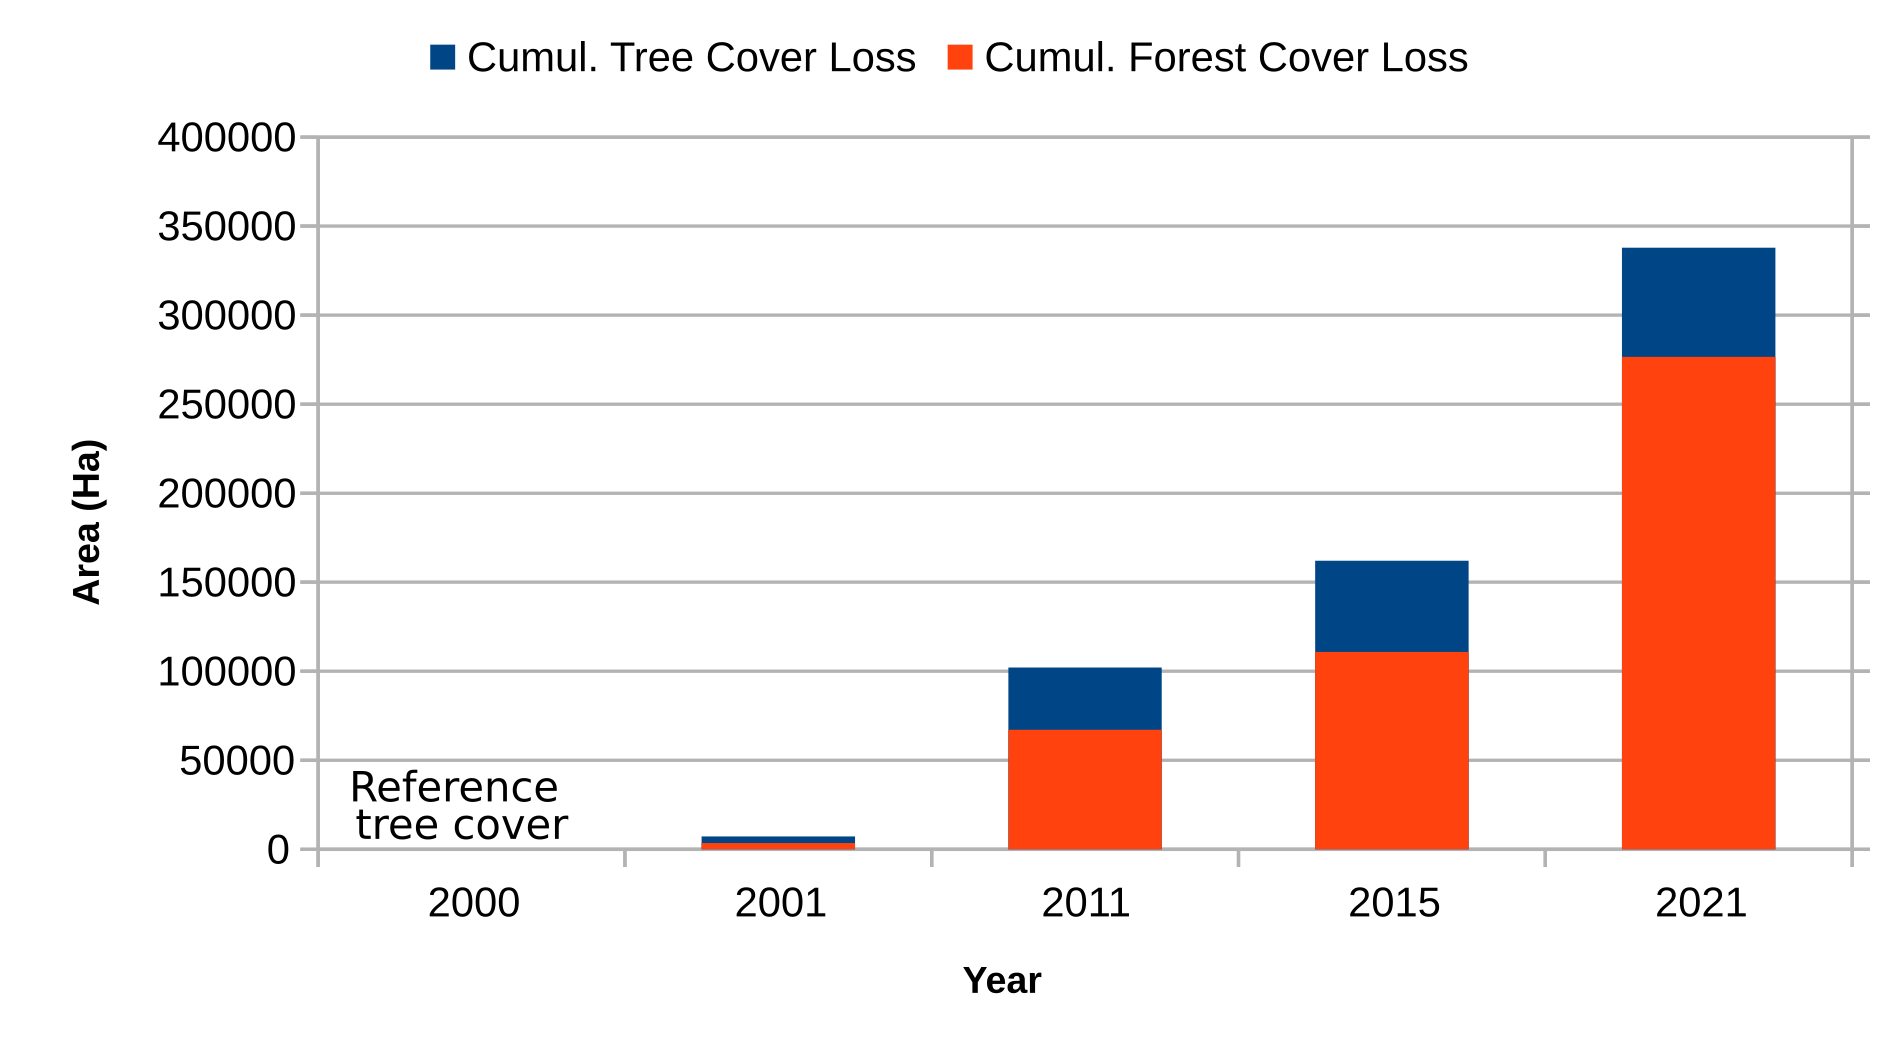 Cumul. Tree Cover Loss Cumul. Forest Cover Loss
400000
350000
300000
250000
200000
150000
100000
50000
0
Area (Ha)
Reference
tree cover
2000 2001 2011 2015 2021
Year